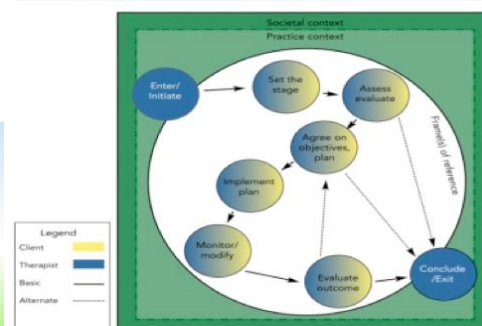 Societal context
Practice context
Enter/
Initiate
Set the
stage
Assess
evaluate
Agree on
objectives,
plan
Frame(s) of reference
Implement
plan
Monitor/
modify
Evaluate
outcome
Conclude
/Exit
Legend
Client
Therapist
Basic
Alternate